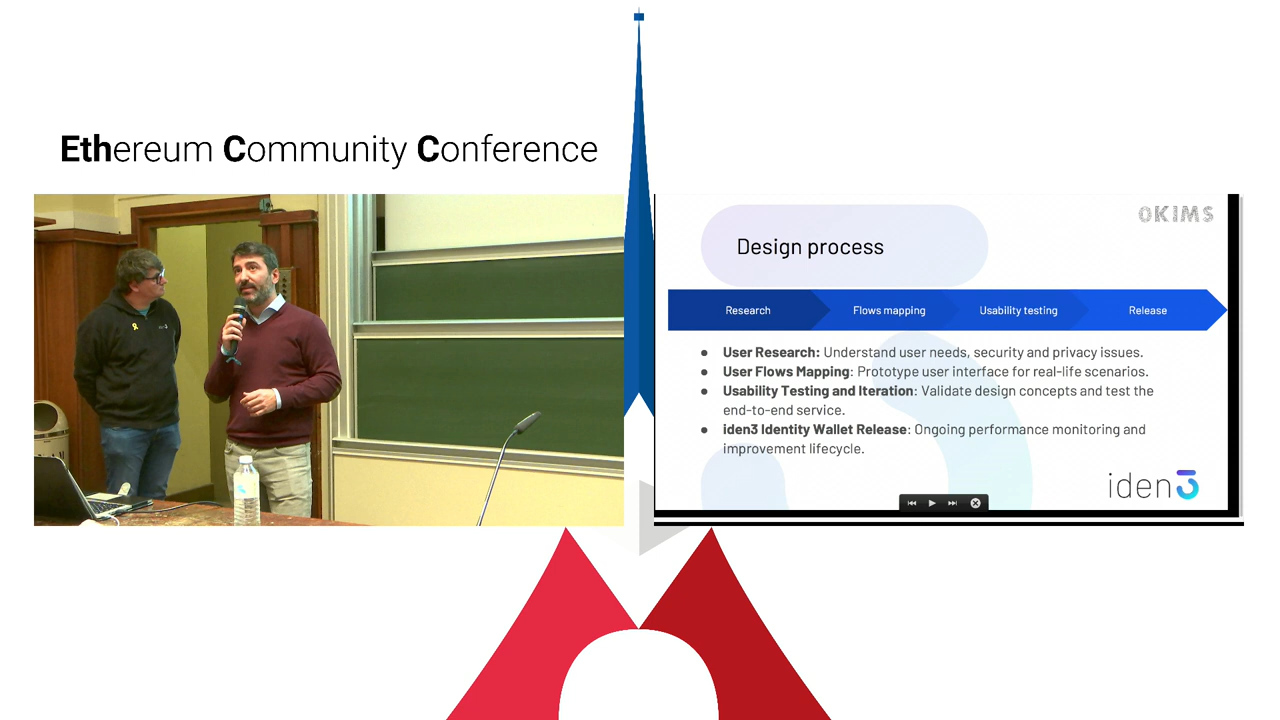 Ethereum Community Conference
0KIMS
Design process
Research
Flows mapping
Usability testing
Release
● User Research: Understand user needs, security and privacy issues.
● User Flows Mapping: Prototype user interface for real-life scenarios.
● Usability Testing and Iteration: Validate design concepts and test the
end-to-end service.
● iden3 Identity Wallet Release: Ongoing performance monitoring and
improvement lifecycle.
iden3